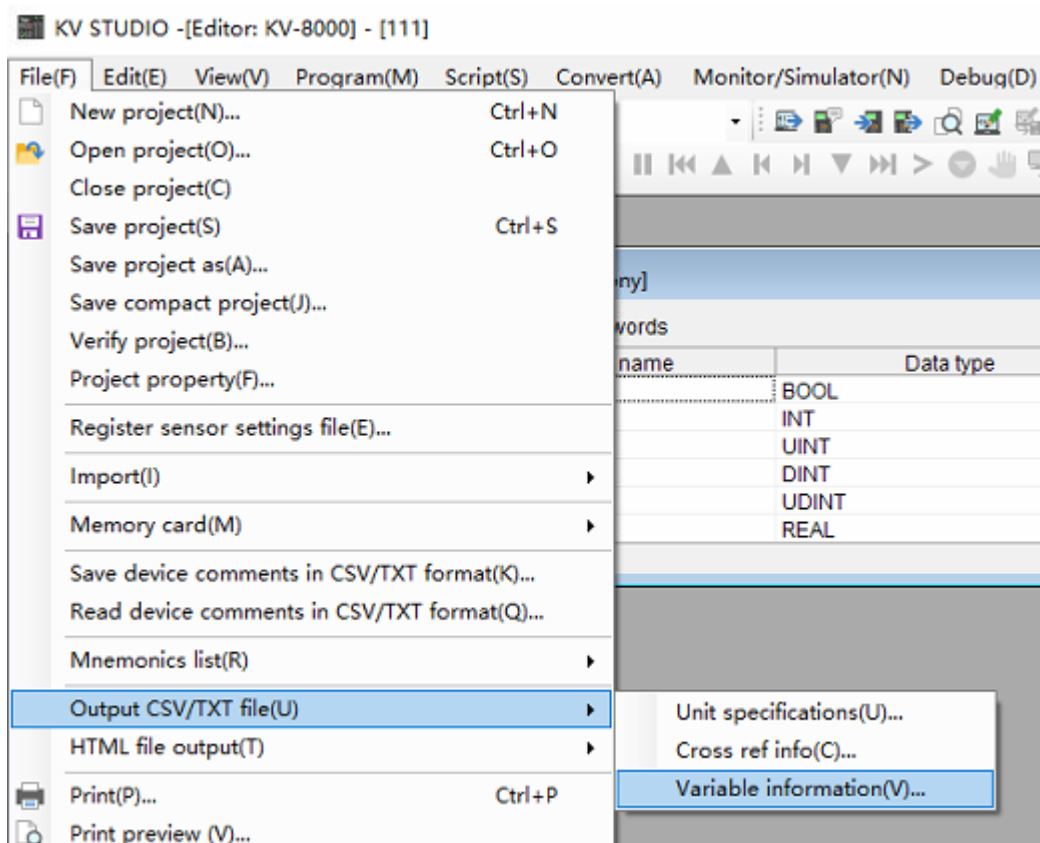 KV STUDIO -[Editor: KV-8000] - [111]
File(F) Edit(E) View(V) Program(M) Script(S) Convert(A) Monitor/Simulator(N) Debug(D)
New project(N)... Ctrl+N
Open project(O)... Ctrl+O
Close project(C)
Save project(S) Ctrl+S
Save project as(A)...
Save compact project(J)...
Verify project(B)...
Project property(F)...
Register sensor settings file(E)...
Import(I)
Memory card(M)
Save device comments in CSV/TXT format(K)...
Read device comments in CSV/TXT format(Q)...
Mnemonics list(R)
Output CSV/TXT file(U)
HTML file output(T)
Print(P)... Ctrl+P
Print preview (V)...
Unit specifications(U)...
Cross ref info(C)...
Variable information(V)...
name Data type
BOOL
INT
UINT
DINT
UDINT
REAL